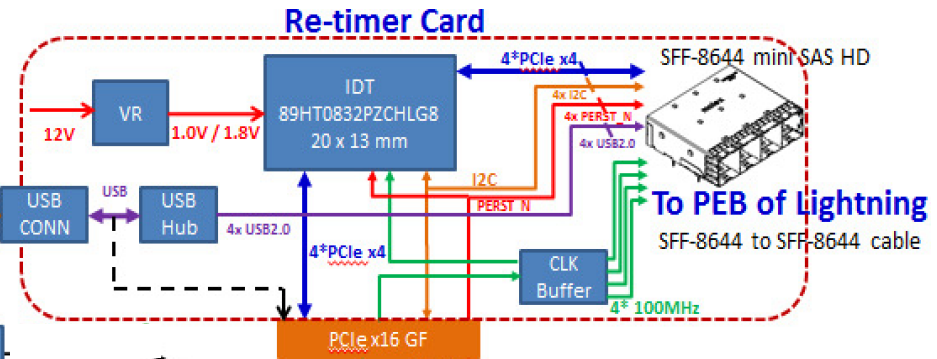 Re-timer Card
4*PCIe x4
SFF-8644 mini SAS HD
IDT
89HT0832PZCHLG8
20 x 13 mm
VR
12V
1.0V / 1.8V
4x I2C
4x PERST_N
4x USB2.0
USB
CONN
USB
USB
Hub
4x USB2.0
I2C
PERST N
To PEB of Lightning
SFF-8644 to SFF-8644 cable
4*PCIe x4
CLK
Buffer
4* 100MHz
PCIe x16 GF